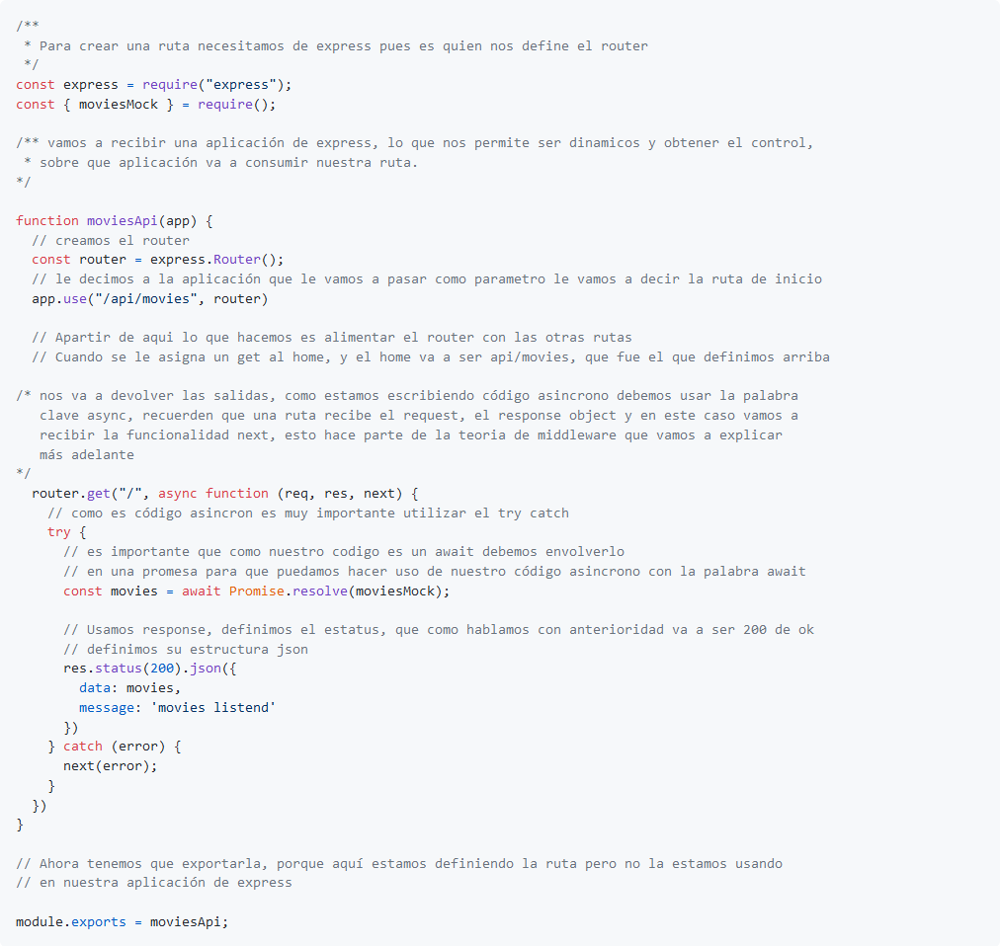 /**
 * Para crear una ruta necesitamos de express pues es quien nos define el router
 */
const express = require("express");
const { moviesMock } = require();

/** vamos a recibir una aplicación de express, lo que nos permite ser dinamicos y obtener el control,
 * sobre que aplicación va a consumir nuestra ruta.
*/

function moviesApi(app) {
  // creamos el router
  const router = express.Router();
  // le decimos a la aplicación que le vamos a pasar como parametro le vamos a decir la ruta de inicio
  app.use("/api/movies", router)

  // Apartir de aqui lo que hacemos es alimentar el router con las otras rutas
  // Cuando se le asigna un get al home, y el home va a ser api/movies, que fue el que definimos arriba

/* nos va a devolver las salidas, como estamos escribiendo código asincrono debemos usar la palabra
   clave async, recuerden que una ruta recibe el request, el response object y en este caso vamos a
   recibir la funcionalidad next, esto hace parte de la teoria de middleware que vamos a explicar
   más adelante
*/
  router.get("/", async function (req, res, next) {
    // como es código asincron es muy importante utilizar el try catch
    try {
      // es importante que como nuestro codigo es un await debemos envolverlo
      // en una promesa para que puedamos hacer uso de nuestro código asincrono con la palabra await
      const movies = await Promise.resolve(moviesMock);

      // Usamos response, definimos el estatus, que como hablamos con anterioridad va a ser 200 de ok
      // definimos su estructura json
      res.status(200).json({
        data: movies,
        message: 'movies listend'
      })
    } catch (error) {
      next(error);
    }
  })
}

// Ahora tenemos que exportarla, porque aquí estamos definiendo la ruta pero no la estamos usando
// en nuestra aplicación de express

module.exports = moviesApi;